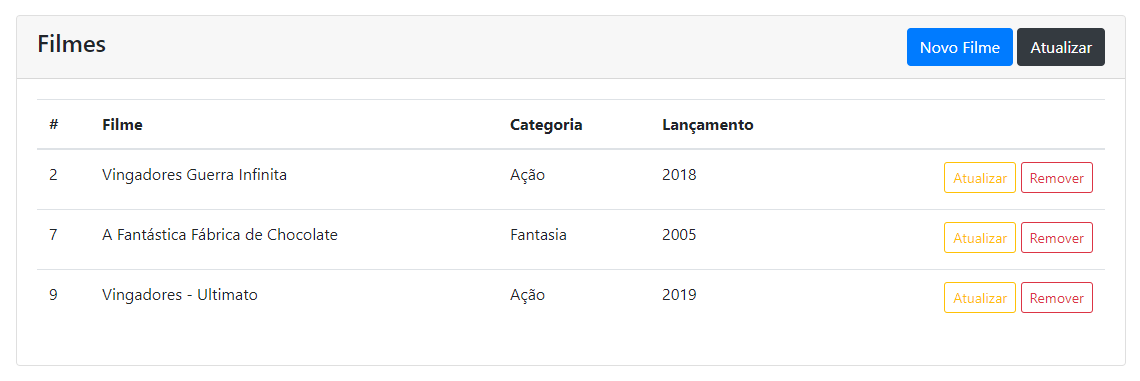 Filmes Novo Filme Atualizar
# Filme Categoria Lançamento
2 Vingadores Guerra Infinita Ação 2018 Atualizar Remover
7 A Fantástica Fábrica de Chocolate Fantasia 2005 Atualizar Remover
9 Vingadores - Ultimato Ação 2019 Atualizar Remover